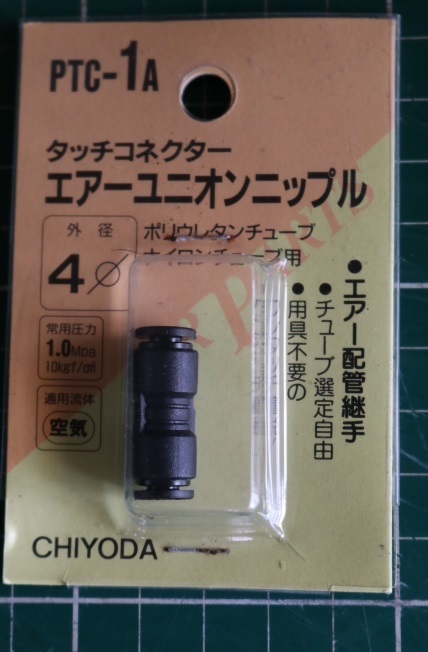 PTC-1A
タッチコネクター
エアーユニオンニップル
外径
4φ
ポリウレタンチューブ
ナイロンチューブ用
常用圧力
1.0Mpa
10kgf/c㎡
適用流体
空気
●エアー配管継手
●チューブ選定自由
●用具不要の
PARTS
CHIYODA